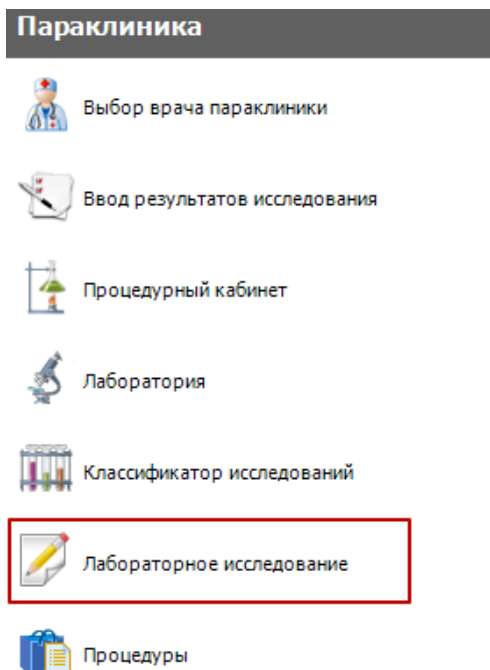 Параклиника
Выбор врача параклиники
Ввод результатов исследования
Процедурный кабинет
Лаборатория
Классификатор исследований
Лабораторное исследование
Процедуры